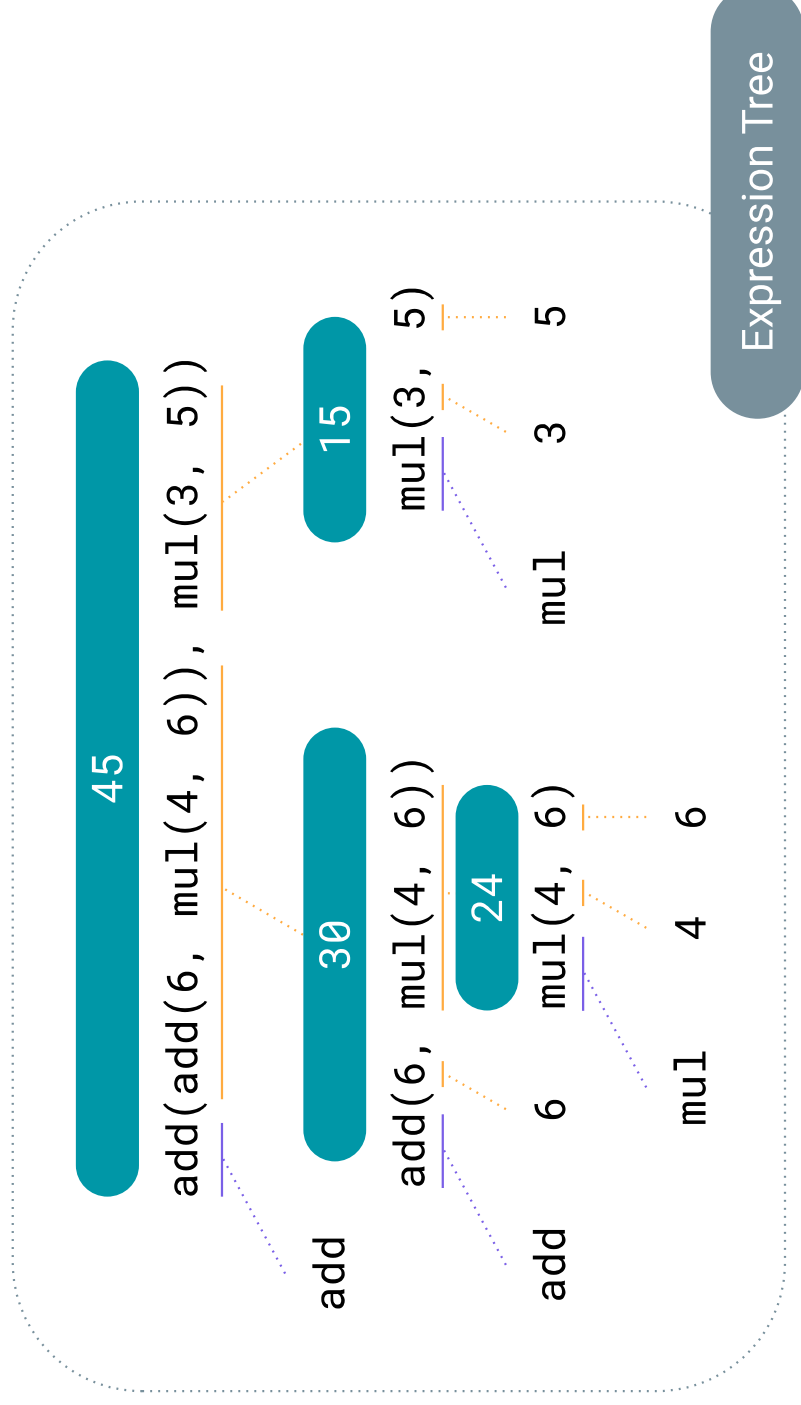 45
add(add(6, mul(4, 6)), mul(3, 5))
add
30
15
add(6, mul(4, 6))
mul(3, 5)
24
add
6
mul(4, 6)
mul
3
5
mul
4
6
Expression Tree